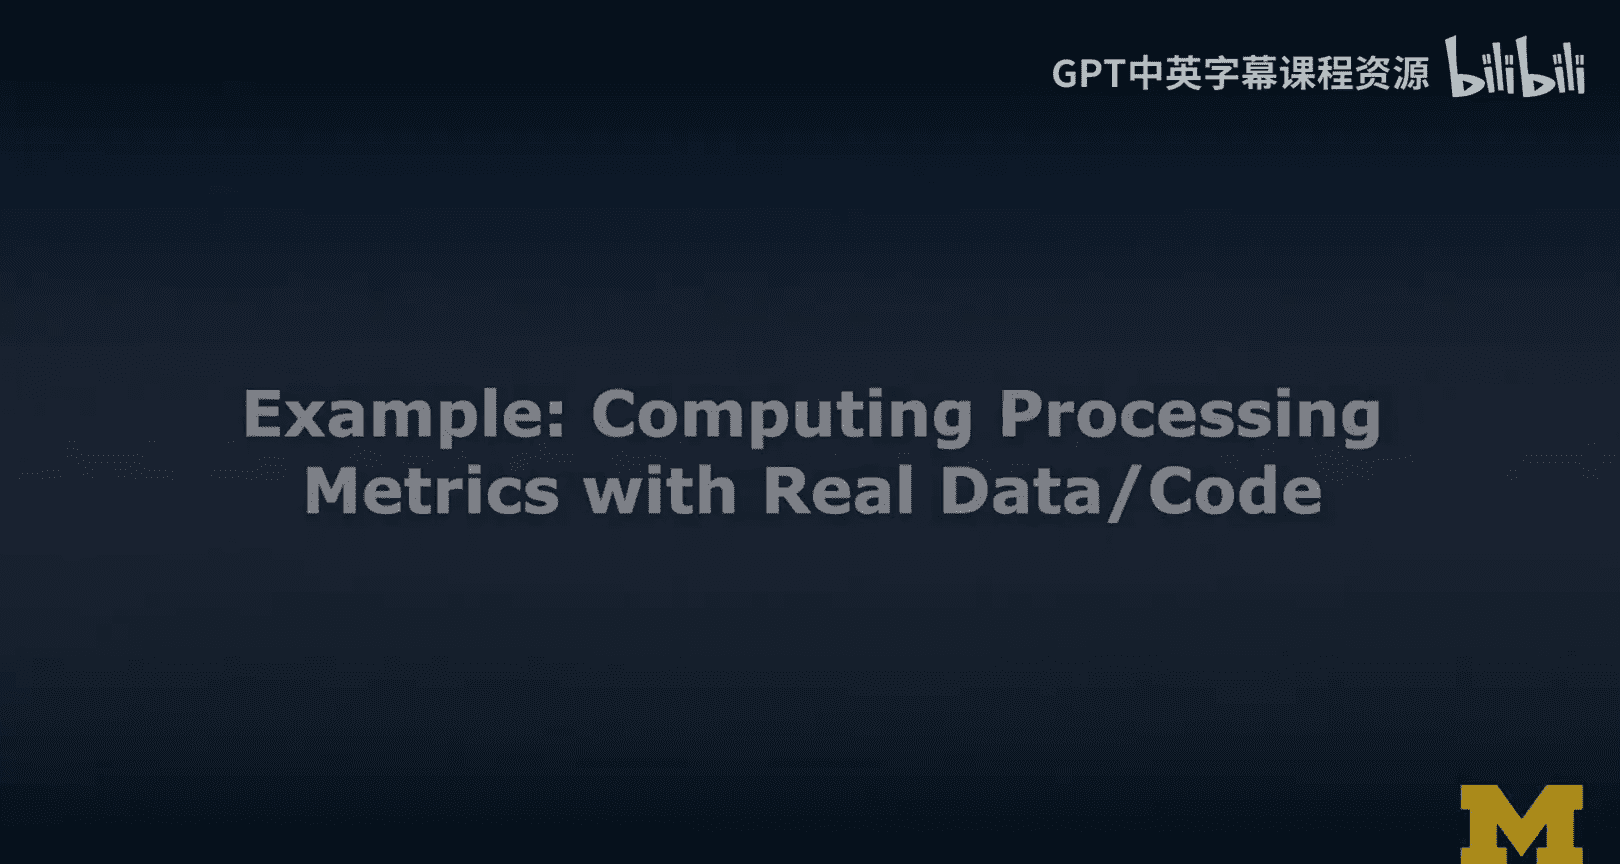 GPT中英字幕课程资源 bilibili
Example: Computing Processing
Metrics with Real Data/Code
M